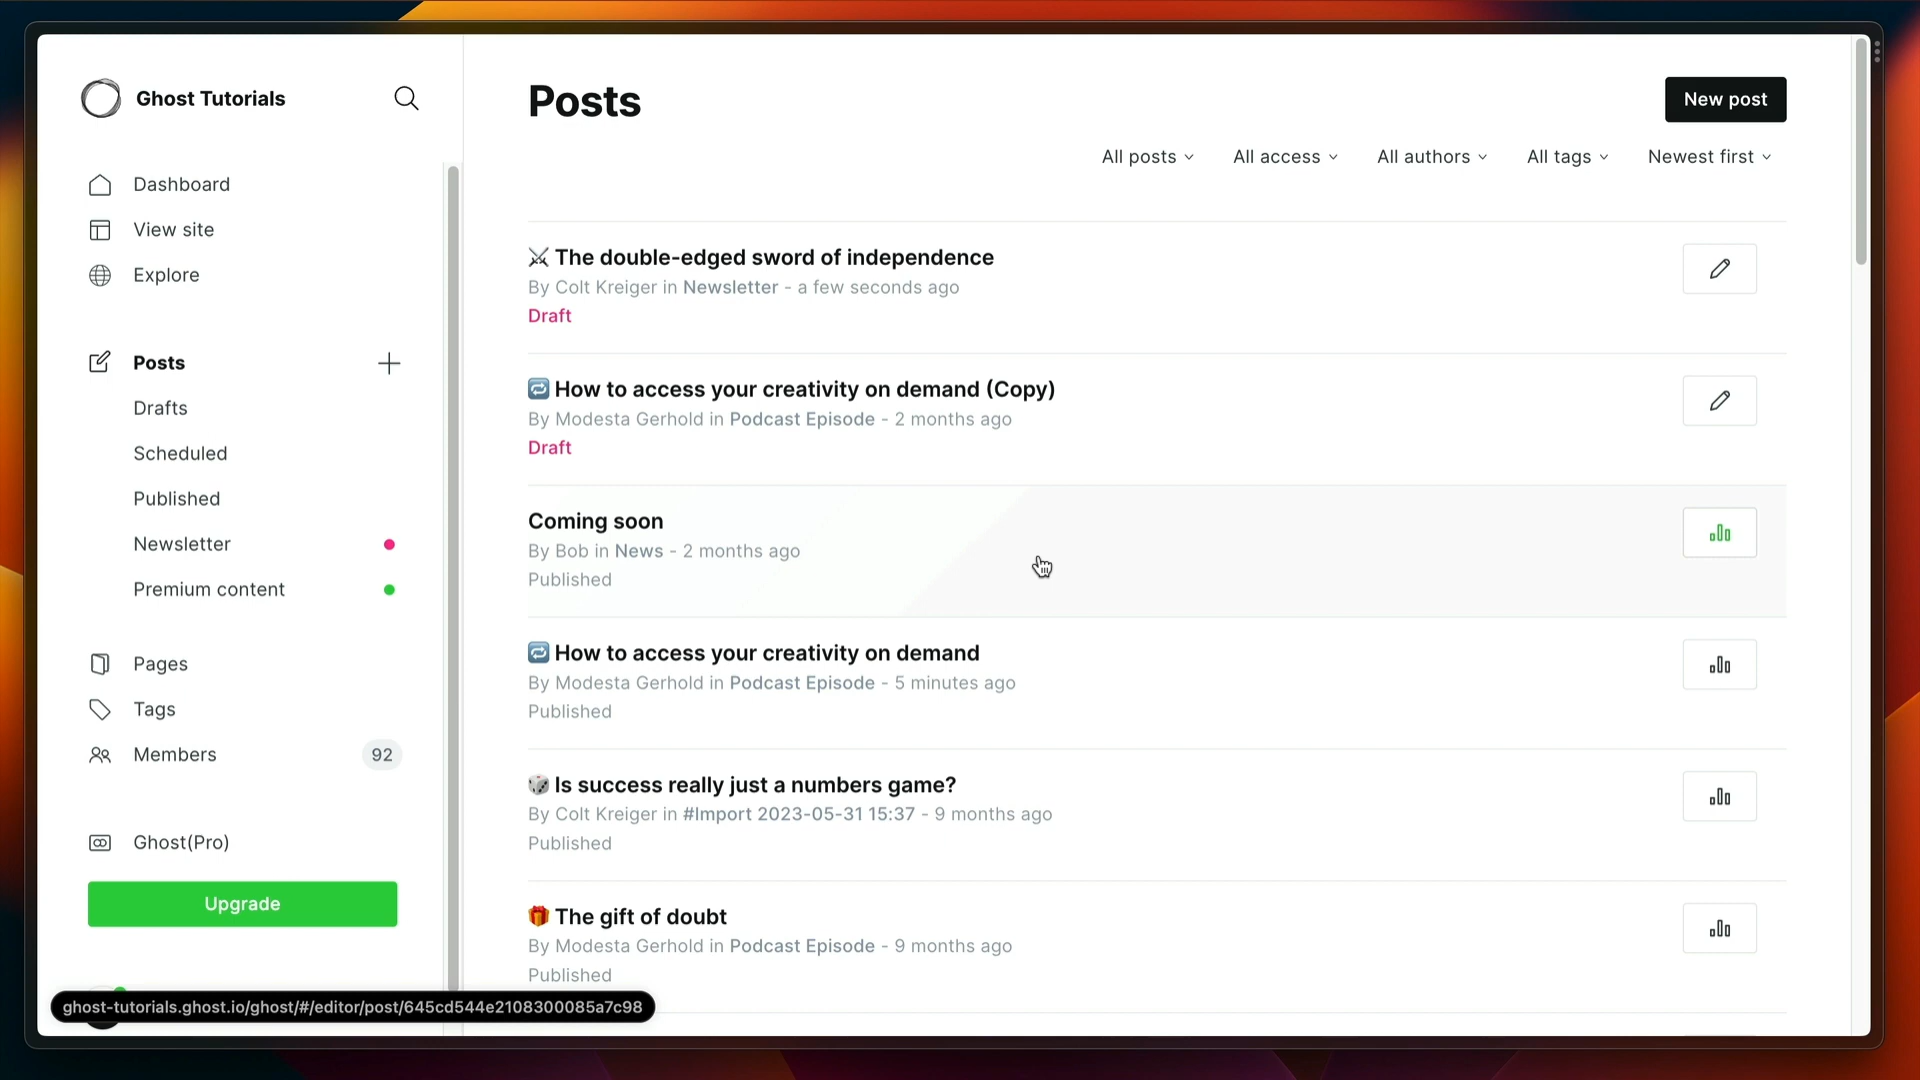 Ghost Tutorials
Dashboard
View site
Explore
Posts
Drafts
Scheduled
Published
Newsletter
Premium content
Pages
Tags
Members 92
Ghost(Pro)
Upgrade
ghost-tutorials.ghost.io/ghost/#/editor/post/645cd544e2108300085a7c98
Posts
New post
All posts All access All authors All tags Newest first
The double-edged sword of independence
By Colt Kreiger in Newsletter - a few seconds ago
Draft
How to access your creativity on demand (Copy)
By Modesta Gerhold in Podcast Episode - 2 months ago
Draft
Coming soon
By Bob in News - 2 months ago
Published
How to access your creativity on demand
By Modesta Gerhold in Podcast Episode - 5 minutes ago
Published
Is success really just a numbers game?
By Colt Kreiger in #Import 2023-05-31 15:37 - 9 months ago
Published
The gift of doubt
By Modesta Gerhold in Podcast Episode - 9 months ago
Published